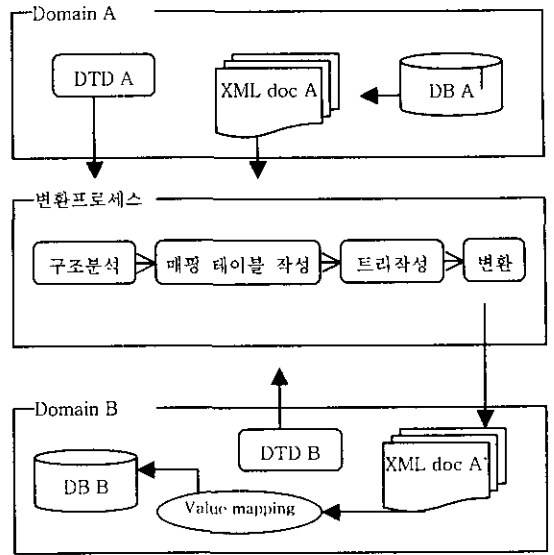 Domain A
DTD A
XML doc A
DB A
변환프로세스
구조분석
매핑 테이블 작성
트리작성
변환
Domain B
DTD B
XML doc A'
DB B
Value mapping